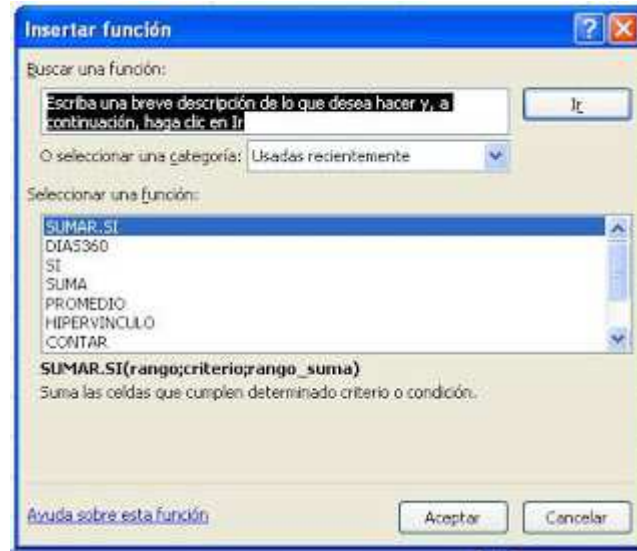 Insertar función
Buscar una función:
Escriba una breve descripción de lo que desea hacer y, a
continuación, haga clic en Ir
Ir
O seleccionar una categoría: Usadas recientemente
Seleccionar una función:
SUMAR.SI
DIAS360
SI
SUMA
PROMEDIO
HIPERVINCULO
CONTAR
SUMAR.SI(rango;criterio;rango_suma)
Suma las celdas que cumplen determinado criterio o condición.
Ayuda sobre esta función
Aceptar
Cancelar